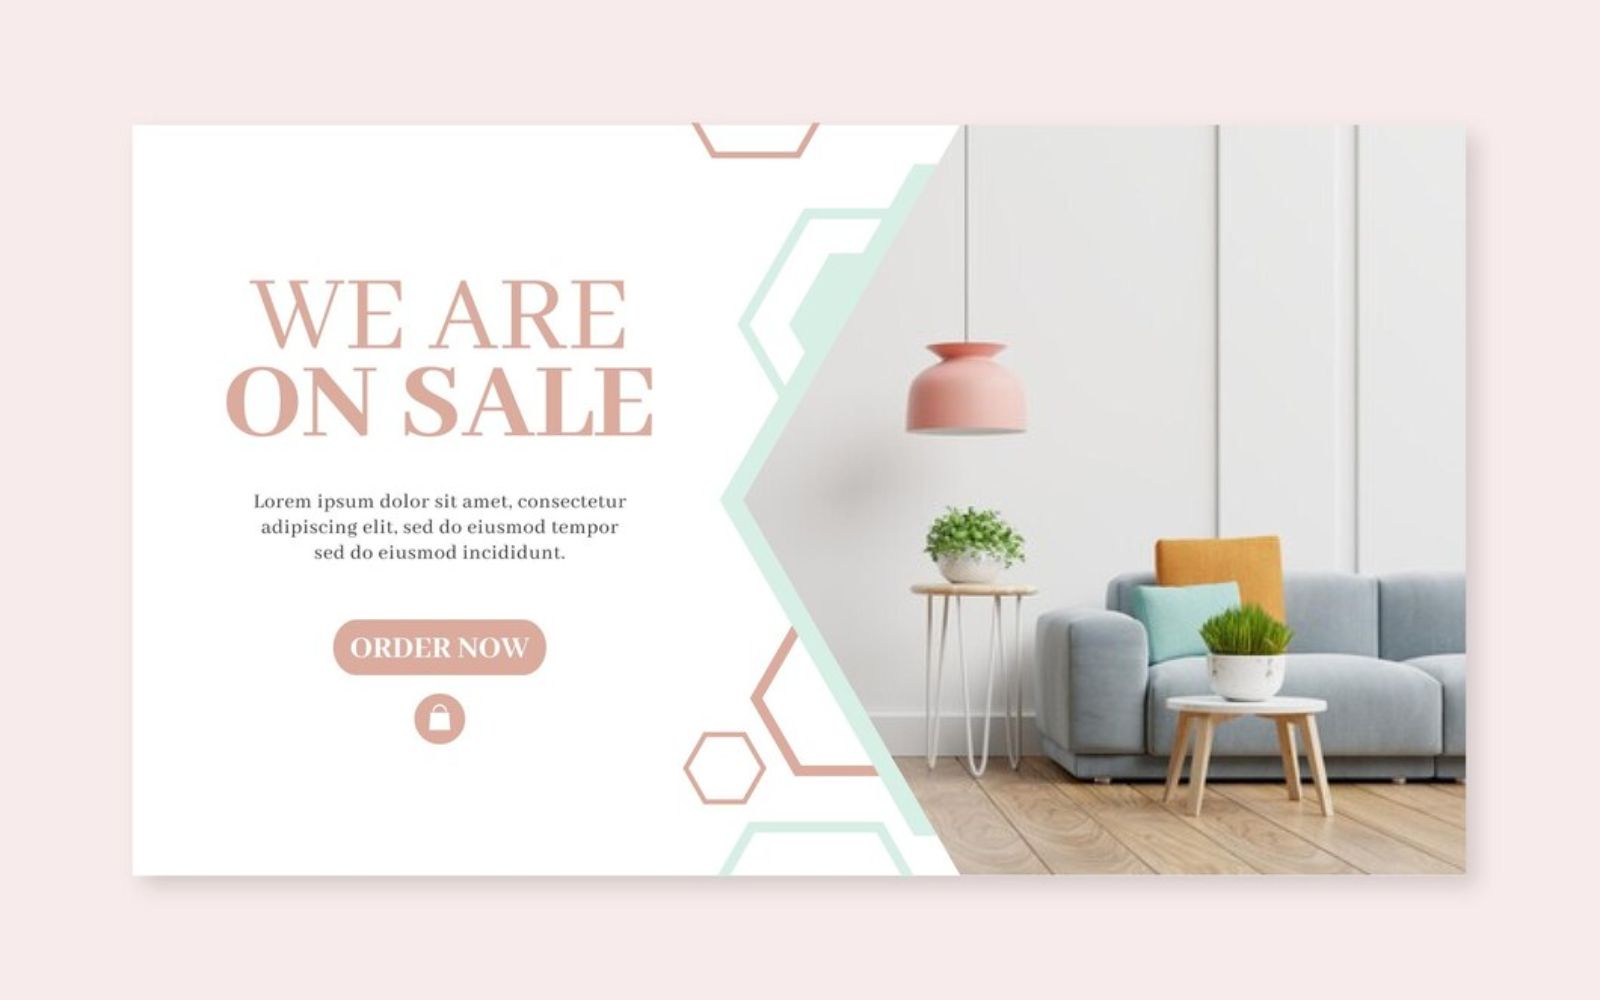 WE ARE
ON SALE
Lorem ipsum dolor sit amet, consectetur
adipiscing elit, sed do eiusmod tempor
sed do eiusmod incididunt.
ORDER NOW